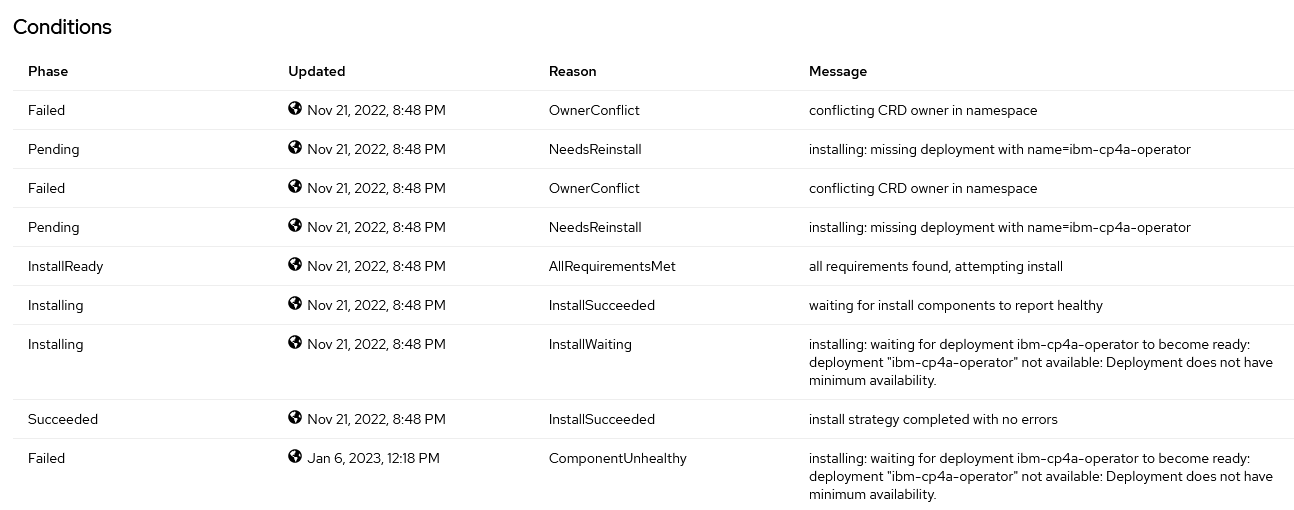 Conditions
Phase Updated Reason Message
Failed Nov 21, 2022, 8:48 PM OwnerConflict conflicting CRD owner in namespace
Pending Nov 21, 2022, 8:48 PM NeedsReinstall installing: missing deployment with name=ibm-cp4a-operator
Failed Nov 21, 2022, 8:48 PM OwnerConflict conflicting CRD owner in namespace
Pending Nov 21, 2022, 8:48 PM NeedsReinstall installing: missing deployment with name=ibm-cp4a-operator
InstallReady Nov 21, 2022, 8:48 PM AllRequirementsMet all requirements found, attempting install
Installing Nov 21, 2022, 8:48 PM InstallSucceeded waiting for install components to report healthy
Installing Nov 21, 2022, 8:48 PM InstallWaiting installing: waiting for deployment ibm-cp4a-operator to become ready:
deployment "ibm-cp4a-operator" not available: Deployment does not have
minimum availability.
Succeeded Nov 21, 2022, 8:48 PM InstallSucceeded install strategy completed with no errors
Failed Jan 6, 2023, 12:18 PM ComponentUnhealthy installing: waiting for deployment ibm-cp4a-operator to become ready:
deployment "ibm-cp4a-operator" not available: Deployment does not have
minimum availability.